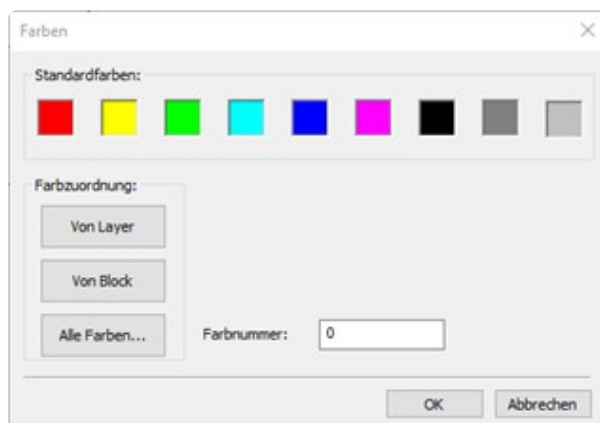 Farben
Standardfarben:
Farbzuordnung:
Von Layer
Von Block
Alle Farben...
Farbnummer:
0
OK
Abbrechen